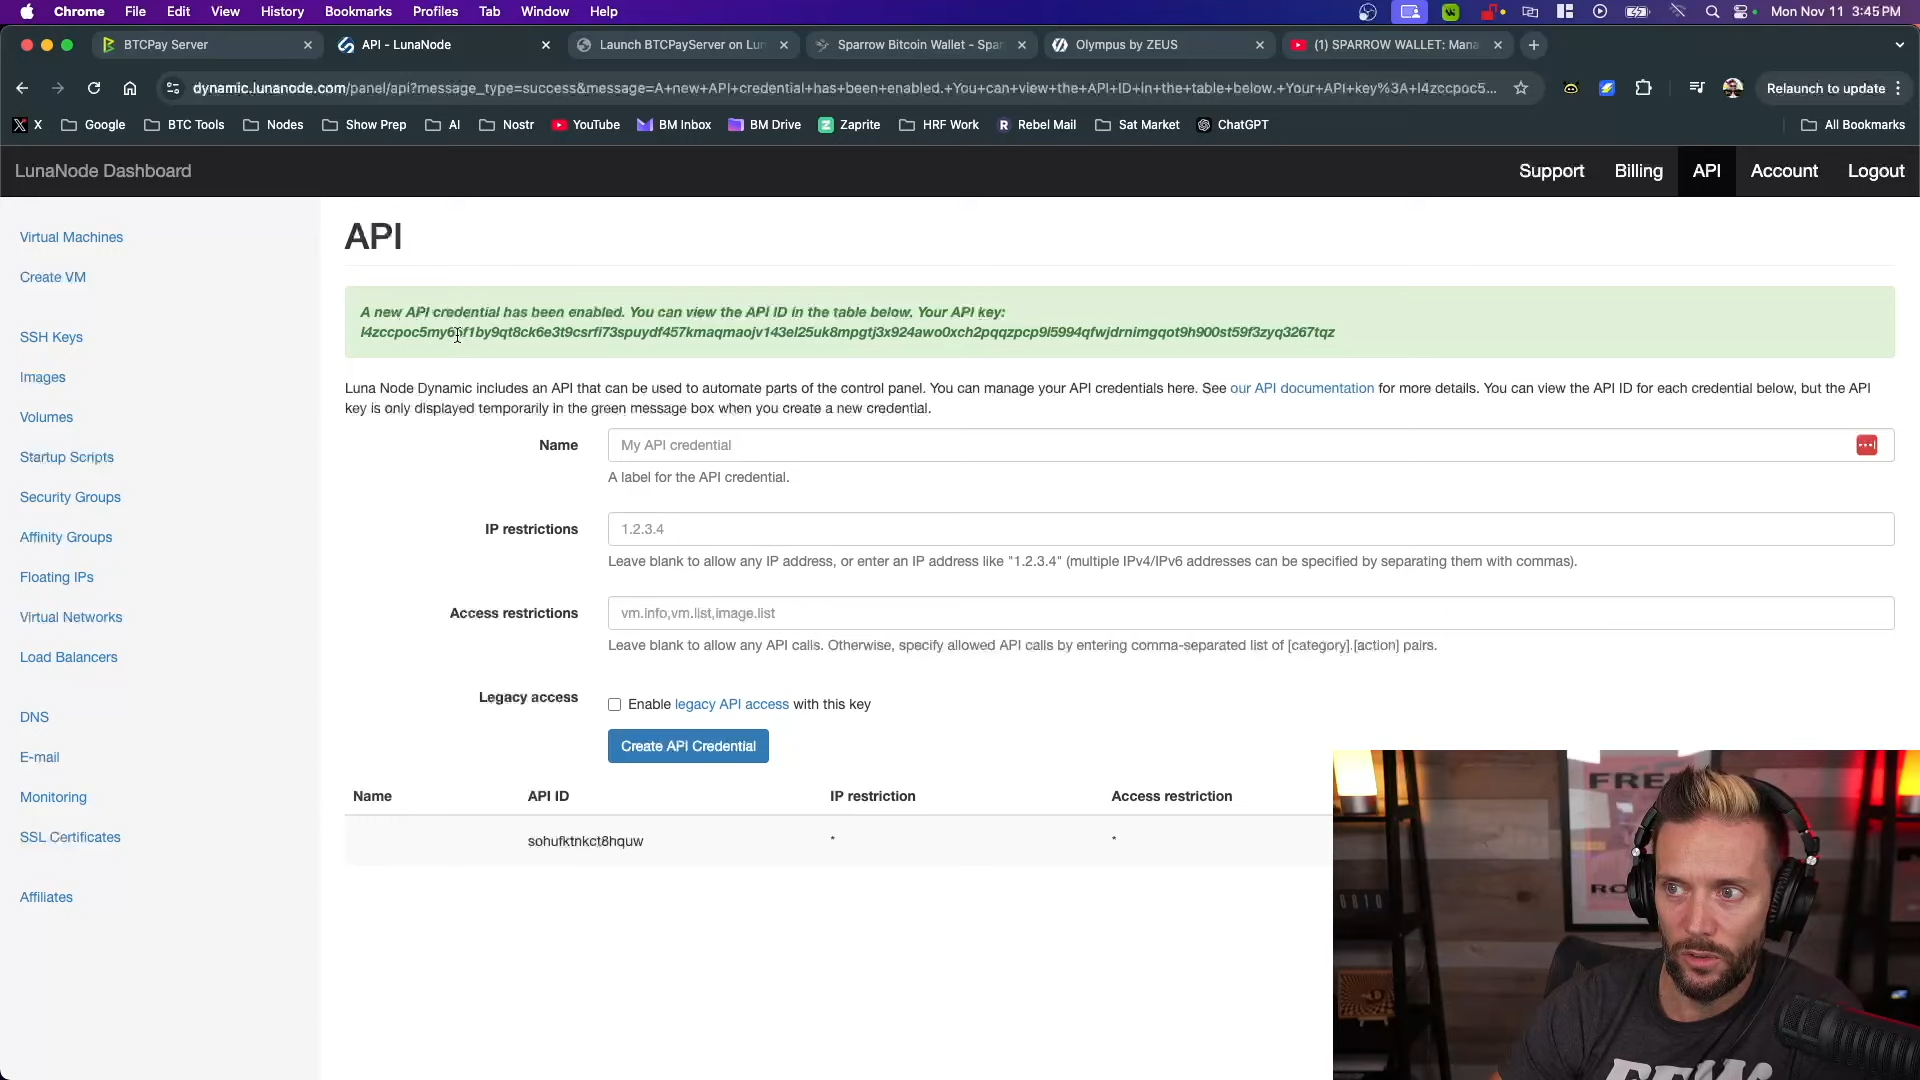 Chrome File Edit View History Bookmarks Profiles Tab Window Help Mon Nov 11 3:45 PM
BTCPay Server API - LunaNode Launch BTCPayServer on Lun Sparrow Bitcoin Wallet - Spar Olympus by ZEUS (1) SPARROW WALLET: Mana
dynamic.lunanode.com/panel/api?message_type=success&message=A+new+API+credential+has+been+enabled.+You+can+view+the+API+ID+in+the+table+below.+Your+API+key%3A+l4zccpoc5... Relaunch to update
X Google BTC Tools Nodes Show Prep AI Nostr YouTube BM Inbox BM Drive Zaprite HRF Work Rebel Mail Sat Market ChatGPT All Bookmarks
LunaNode Dashboard Support Billing API Account Logout
Virtual Machines
Create VM
SSH Keys
Images
Volumes
Startup Scripts
Security Groups
Affinity Groups
Floating IPs
Virtual Networks
Load Balancers
DNS
E-mail
Monitoring
SSL Certificates
Affiliates
API
A new API credential has been enabled. You can view the API ID in the table below. Your API key:
Luna Node Dynamic includes an API that can be used to automate parts of the control panel. You can manage your API credentials here. See our API documentation for more details. You can view the API ID for each credential below, but the API
key is only displayed temporarily in the green message box when you create a new credential.
Name My API credential
A label for the API credential.
IP restrictions 1.2.3.4
Leave blank to allow any IP address, or enter an IP address like "1.2.3.4" (multiple IPv4/IPv6 addresses can be specified by separating them with commas).
Access restrictions vm.info,vm.list,image.list
Leave blank to allow any API calls. Otherwise, specify allowed API calls by entering comma-separated list of [category].[action] pairs.
Legacy access Enable legacy API access with this key
Create API Credential
Name API ID IP restriction Access restriction
sohufktnkct8hquw * *